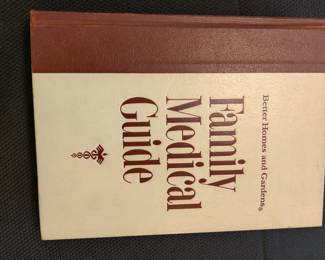 Better Homes and Gardens®
Family
Medical
Guide